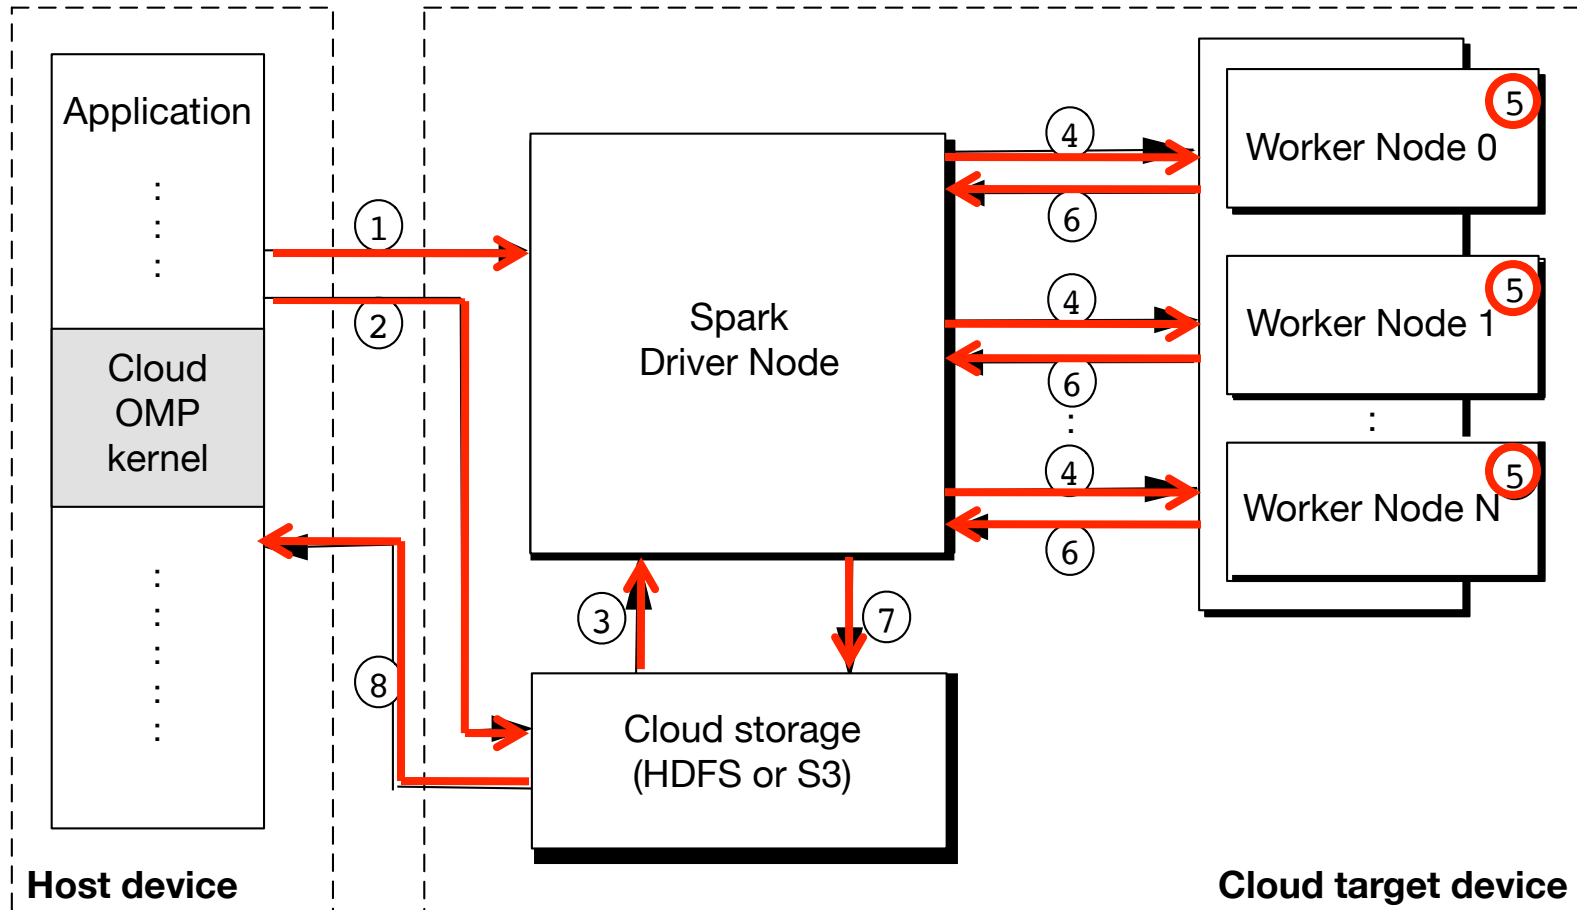 Application
Cloud
OMP
kernel
Host device
1
2
8
Spark
Driver Node
3
7
Cloud storage
(HDFS or S3)
4
6
4
6
4
6
5
Worker Node 0
5
Worker Node 1
5
Worker Node N
Cloud target device